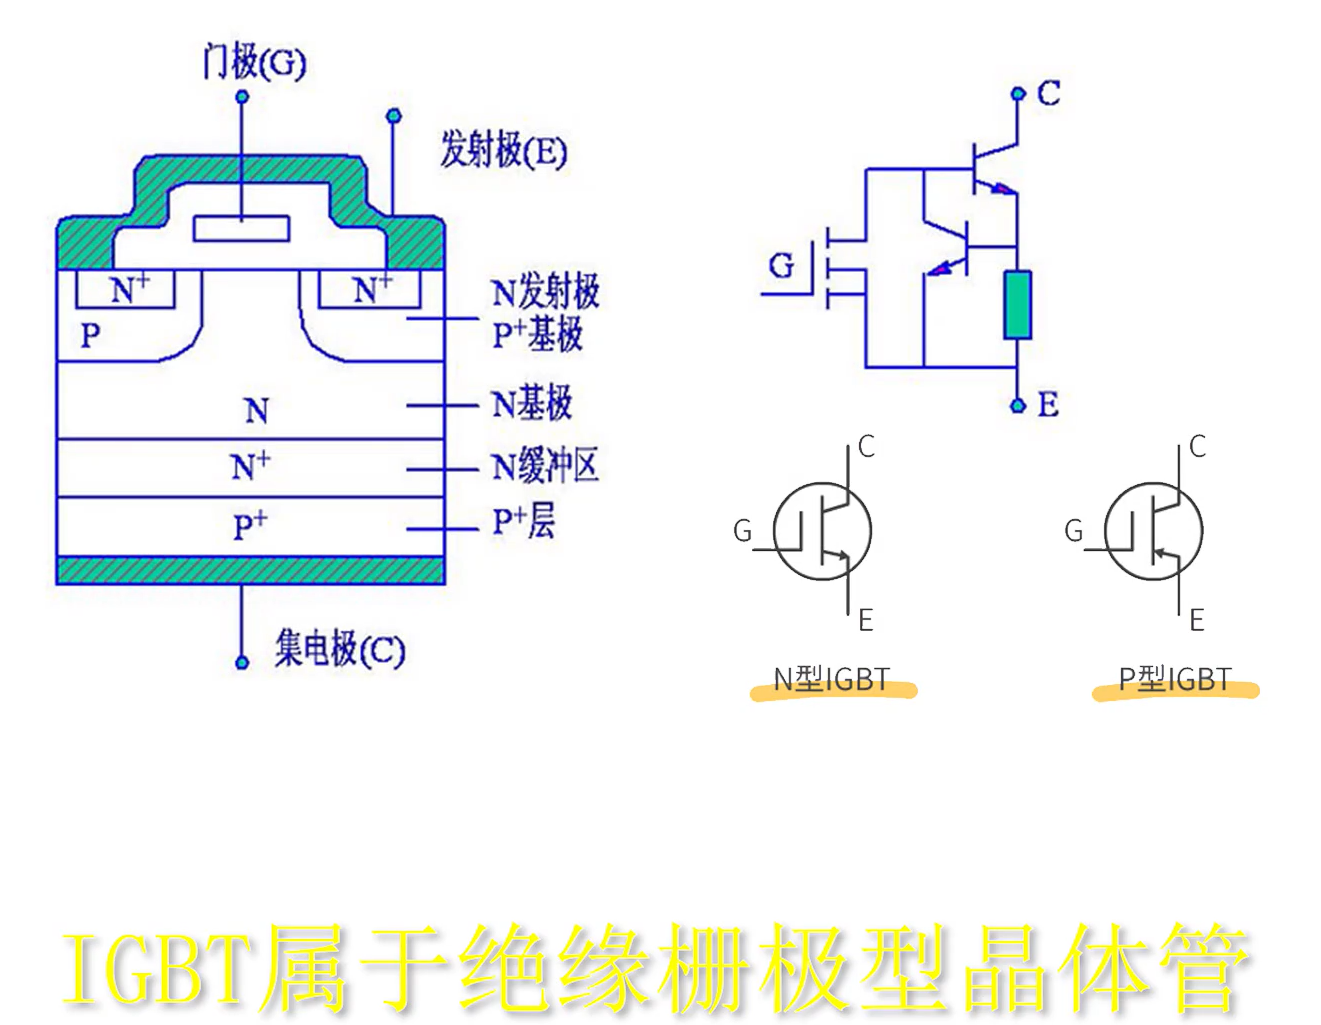 门极(G)
发射极(E)
N⁺
N⁺
P
N发射极
P⁺基极
N
N基极
N⁺
N缓冲区
P⁺
P⁺层
集电极(C)
C
G
E
C
G
E
N型IGBT
C
G
E
P型IGBT
IGBT属于绝缘栅极型晶体管